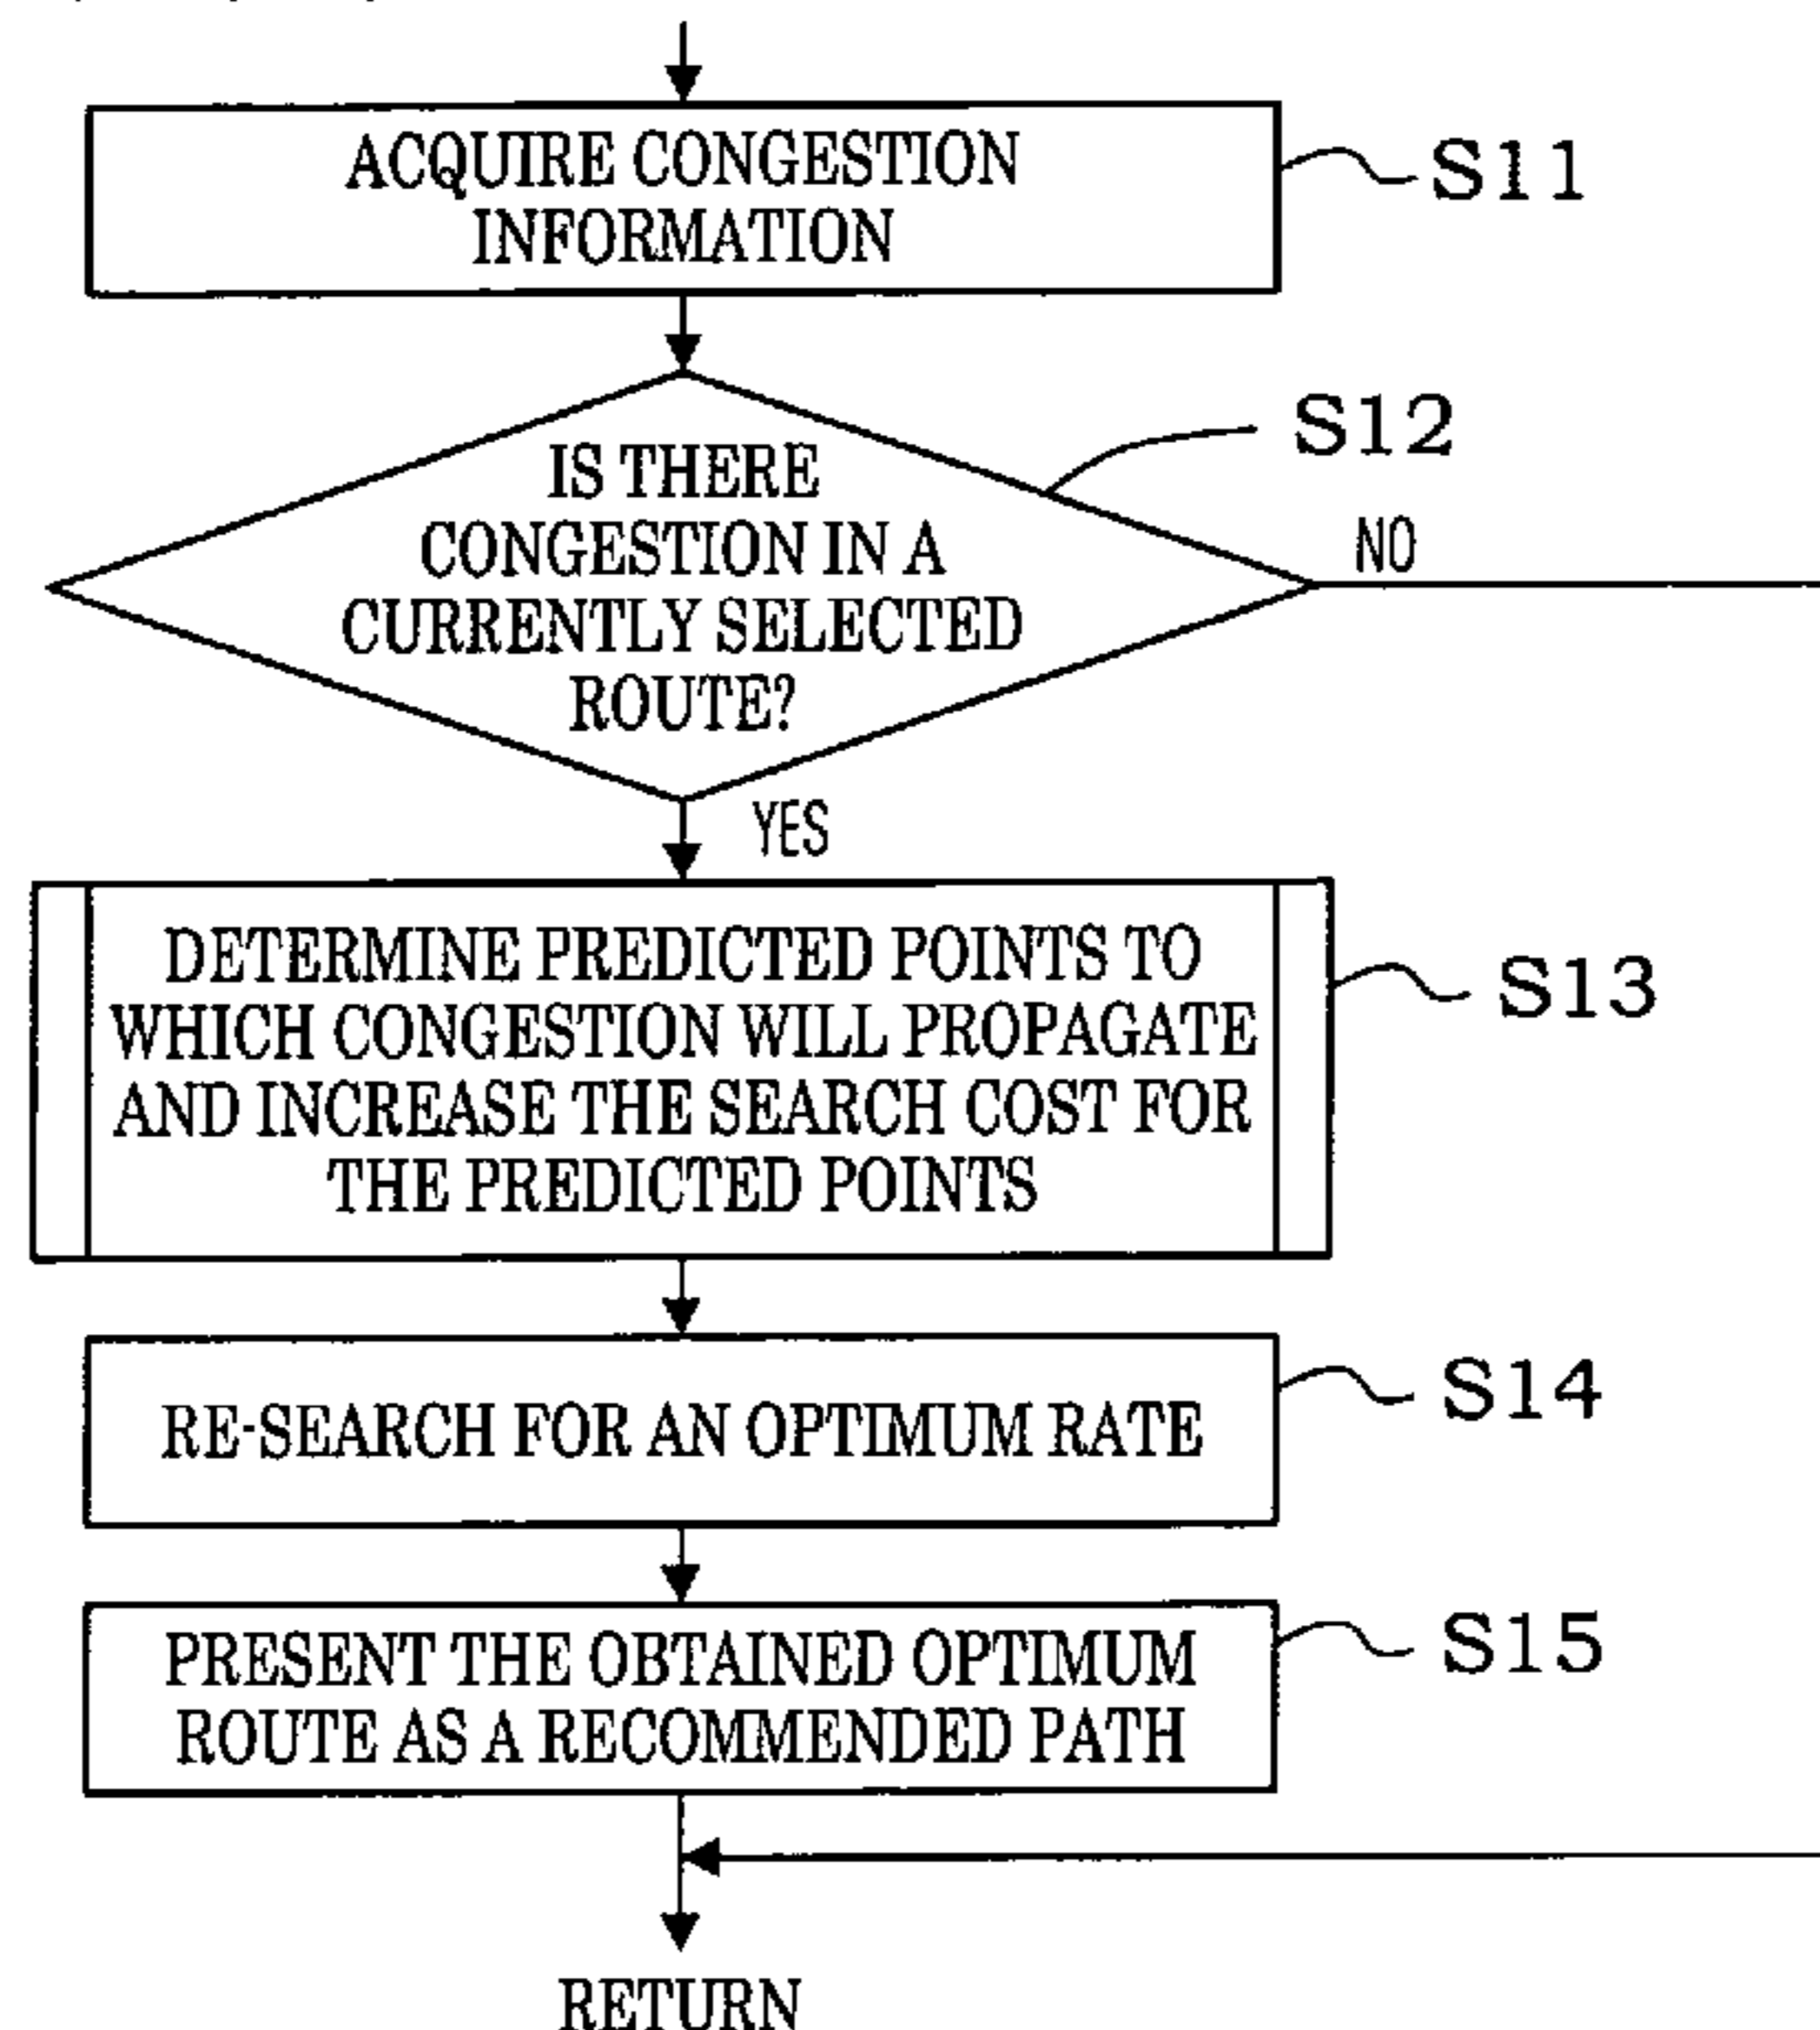 ACQUIRE CONGESTION
INFORMATION
S11
S12
IS THERE
CONGESTION IN A
CURRENTLY SELECTED
ROUTE?
NO
YES
DETERMINE PREDICTED POINTS TO
WHICH CONGESTION WILL PROPAGATE
AND INCREASE THE SEARCH COST FOR
THE PREDICTED POINTS
S13
RE-SEARCH FOR AN OPTIMUM RATE
S14
PRESENT THE OBTAINED OPTIMUM
ROUTE AS A RECOMMENDED PATH
S15
RETURN